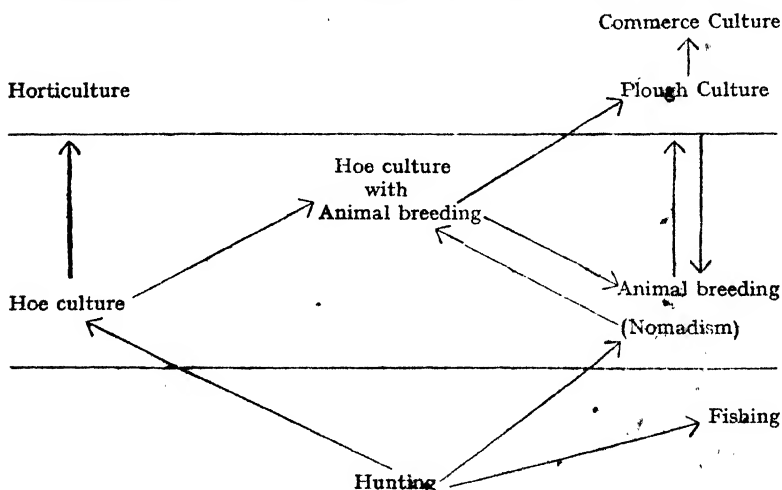 Commerce Culture
Horticulture
Plough Culture
Hoe culture
with
Animal breeding
Hoe culture
Animal breeding
(Nomadism)
Fishing
Hunting